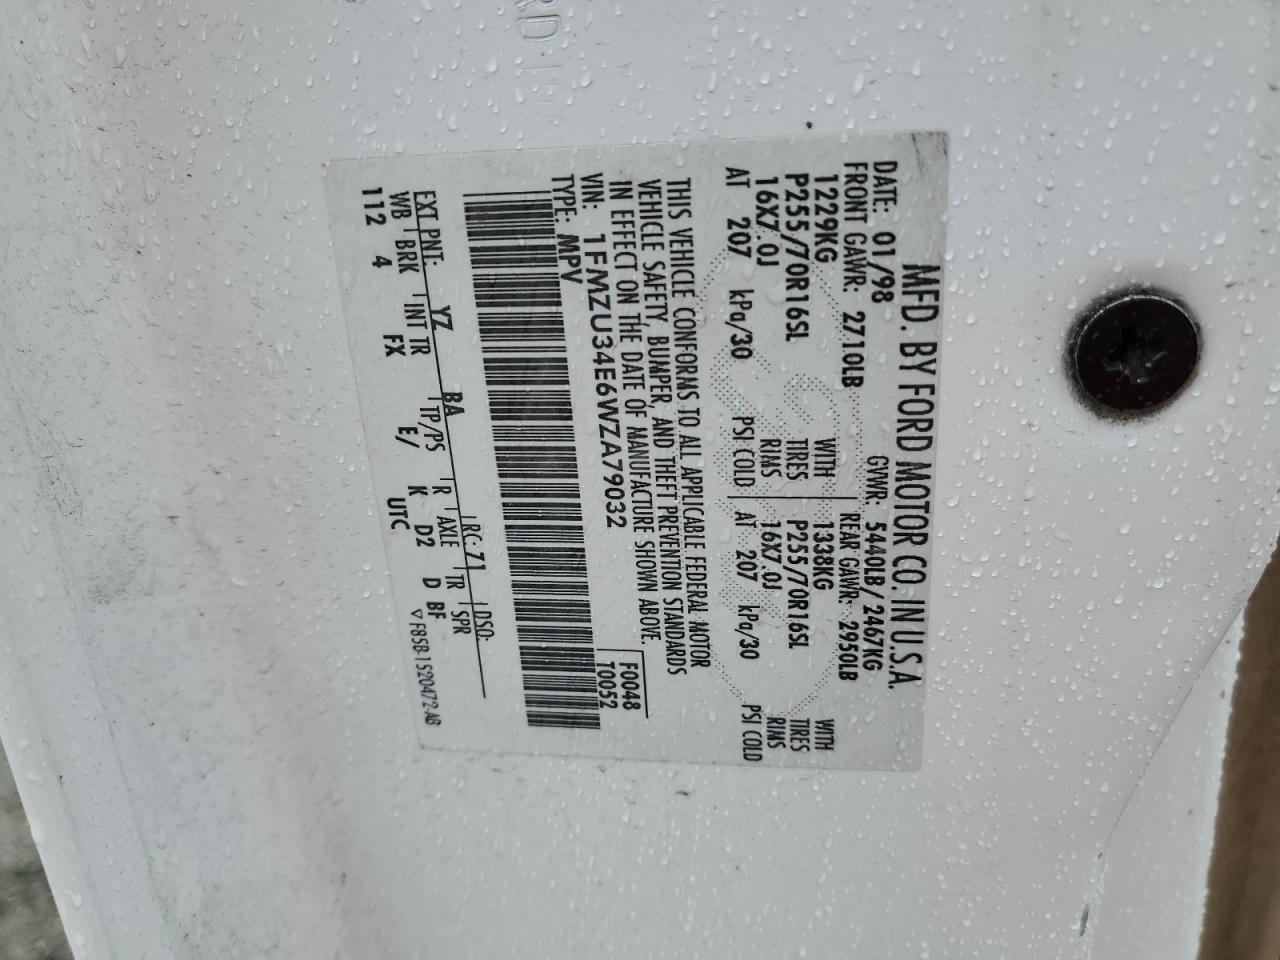 MFD. BY FORD MOTOR CO. IN U.S.A.
DATE: 01/98 GVWR: 5440LB/2467KG
FRONT GAWR: 2710LB REAR GAWR: 2950LB
1229KG WITH 1338KG WITH
P255/70R16SL TIRES P255/70R16SL TIRES
16X7.0J RIMS 16X7.0J RIMS
AT 207 kPa/30 PSI COLD AT 207 kPa/30 PSI COLD
THIS VEHICLE CONFORMS TO ALL APPLICABLE FEDERAL MOTOR
VEHICLE SAFETY, BUMPER, AND THEFT PREVENTION STANDARDS
IN EFFECT ON THE DATE OF MANUFACTURE SHOWN ABOVE.
VIN: 1FMZU34E6WZA79032 F0048
TYPE: MPV T0052
EXT PNT: YZ BA RC: 71 DSO:
WB BRK INT TR TP/PS R AXLE TR SPR
112 4 FX E/ K D2 D BF
UTC ▽ F85B-1520472-AB